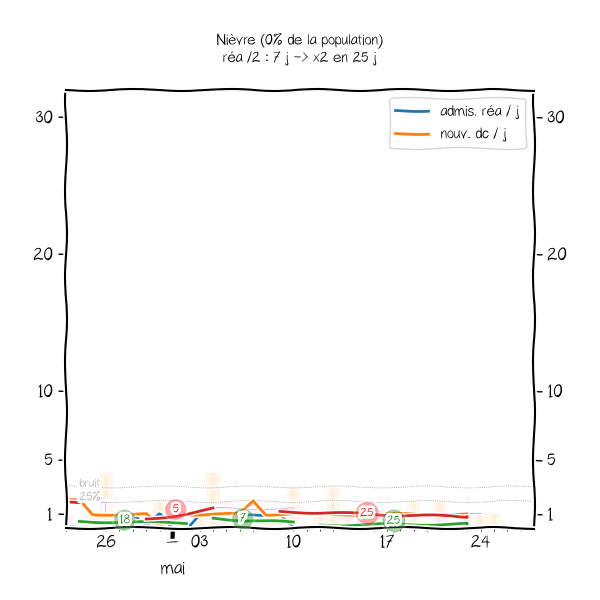 Nièvre (0% de la population)
réa /2 : 7 j -> x2 en 25 j
admis. réa / j
nouv. dc / j
30 30
20 20
10 10
5 5
bruit
25%
1 1
18 5 7 25 25
26 1 03 10 17 24
mai